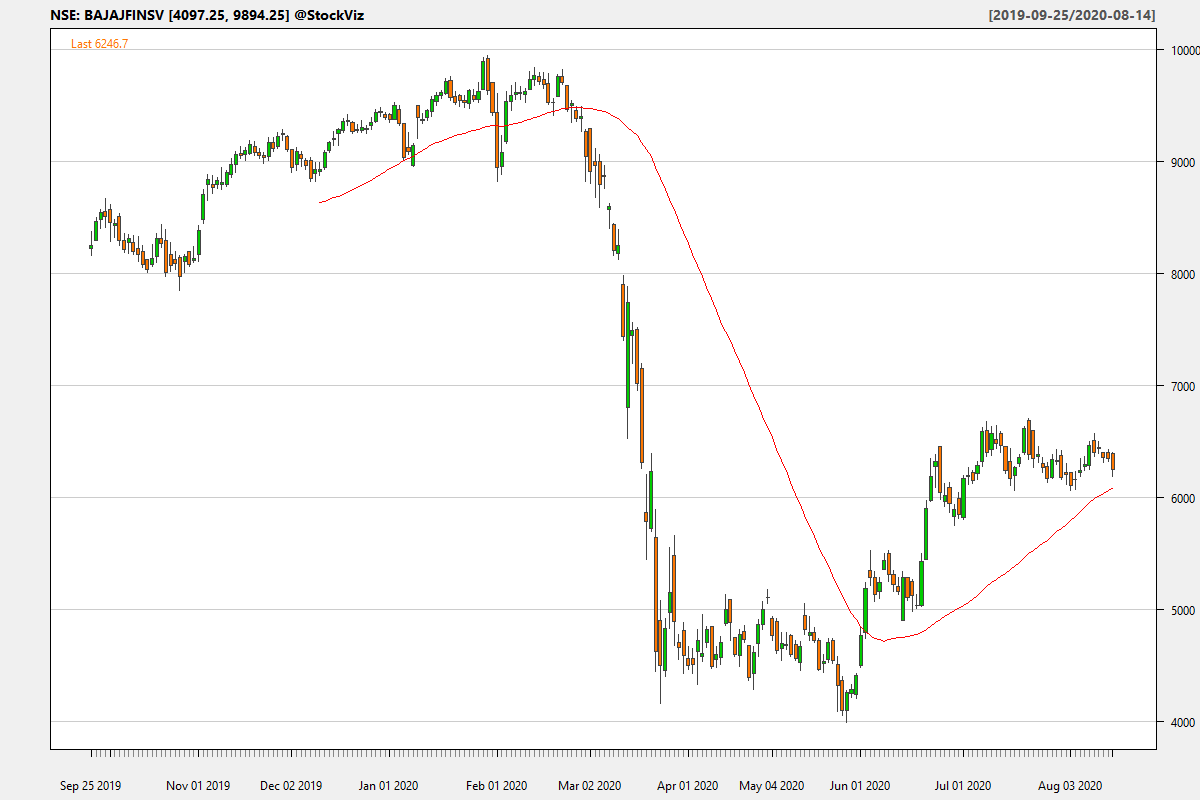 NSE: BAJAJFINSV [4097.25, 9894.25] @StockViz [2019-09-25/2020-08-14]
Last 6246.7
10000
9000
8000
7000
6000
5000
4000
Sep 25 2019 Nov 01 2019 Dec 02 2019 Jan 01 2020 Feb 01 2020 Mar 02 2020 Apr 01 2020 May 04 2020 Jun 01 2020 Jul 01 2020 Aug 03 2020